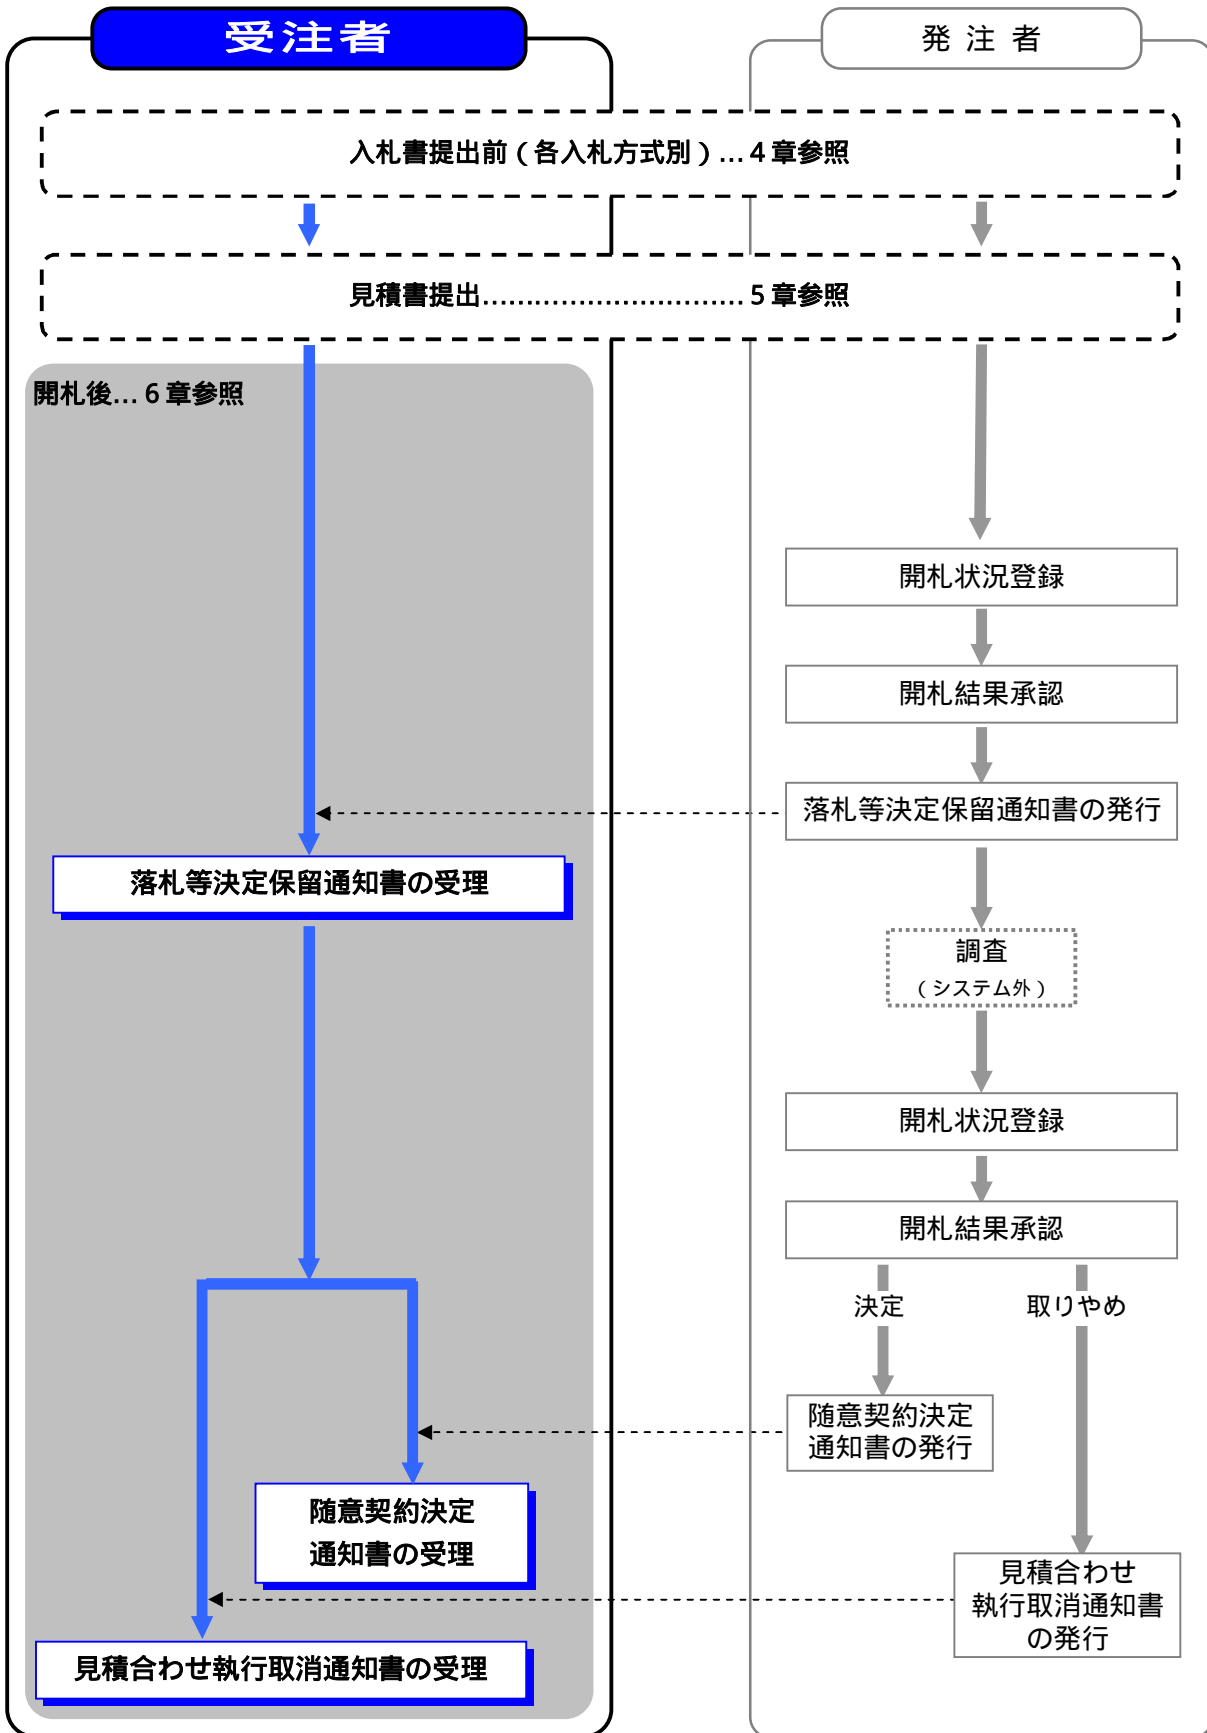 受注者
発 注 者
入札書提出前（各入札方式別）…４章参照
見積書提出…………………………５章参照
開札後…６章参照
開札状況登録
開札結果承認
落札等決定保留通知書の発行
落札等決定保留通知書の受理
調査
（システム外）
開札状況登録
開札結果承認
決定
取りやめ
随意契約決定
通知書の発行
随意契約決定
通知書の受理
見積合わせ
執行取消通知書
の発行
見積合わせ執行取消通知書の受理